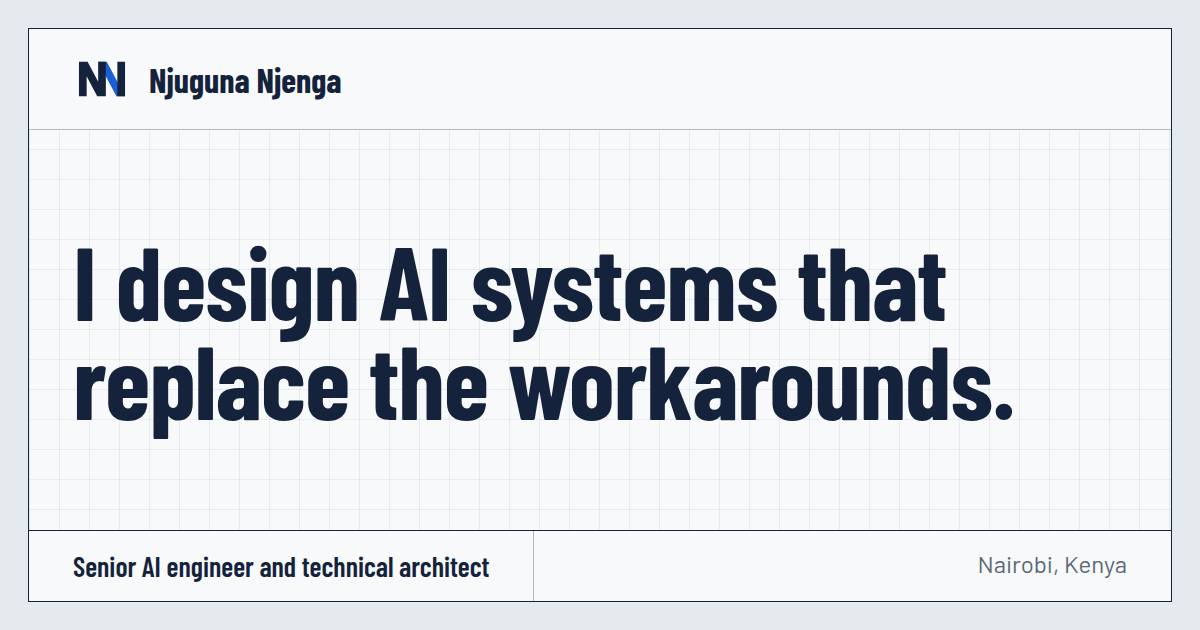 NN Njuguna Njenga
I design AI systems that
replace the workarounds.
Senior AI engineer and technical architect
Nairobi, Kenya